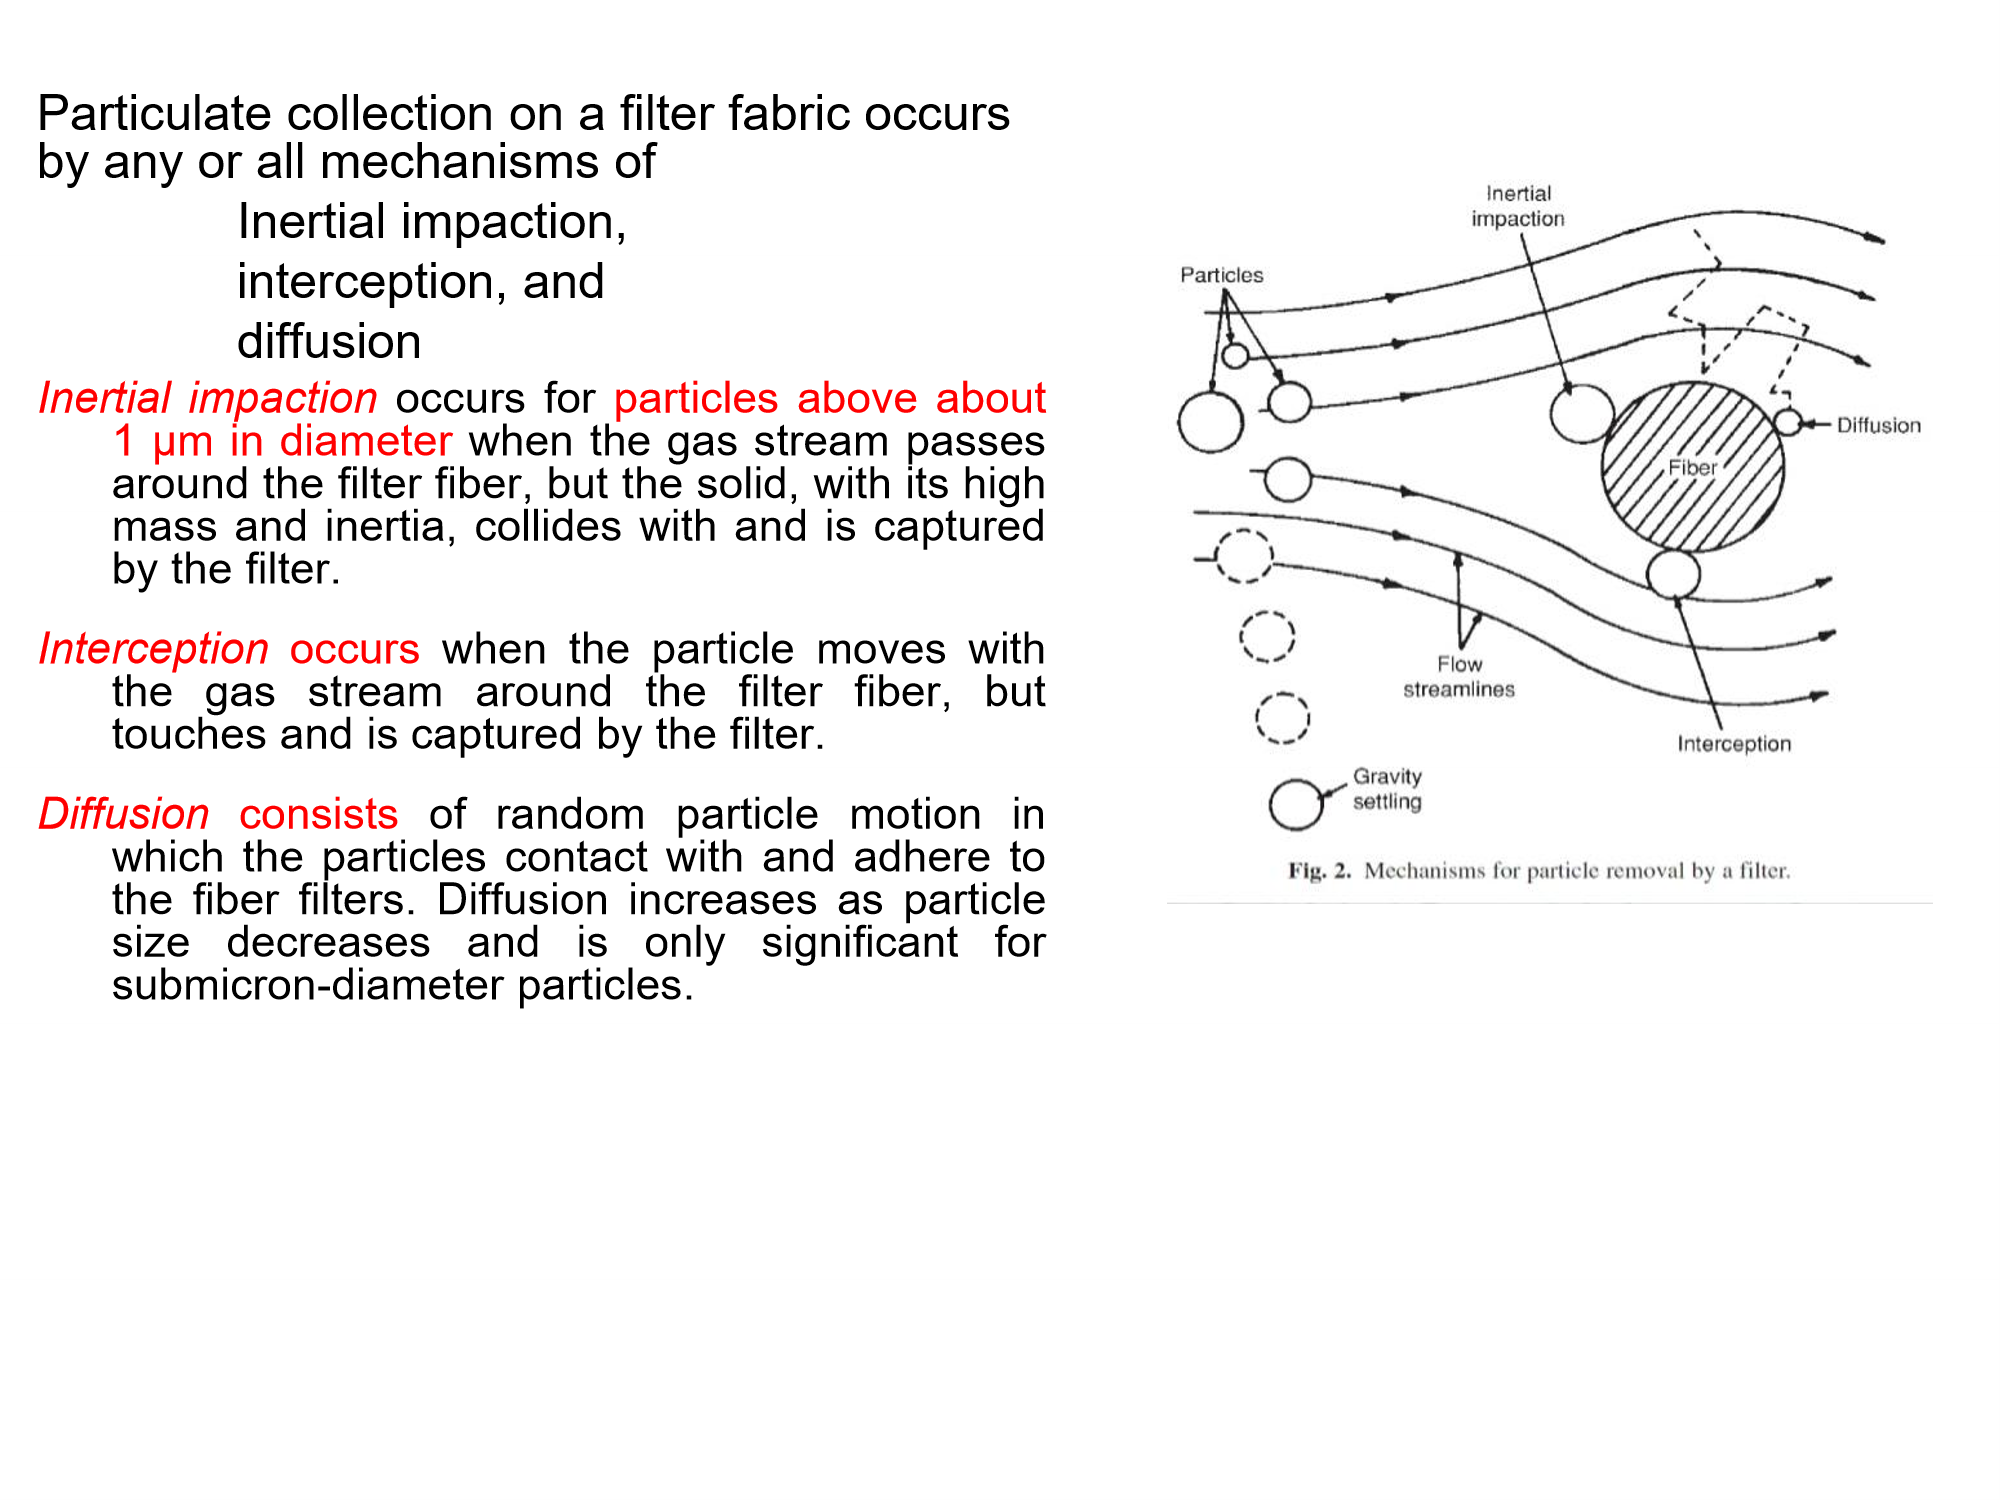 Particulate collection on a filter fabric occurs
by any or all mechanisms of
Inertial impaction,
interception, and
diffusion
Inertial impaction occurs for particles above about
1 μm in diameter when the gas stream passes
around the filter fiber, but the solid, with its high
mass and inertia, collides with and is captured
by the filter.
Interception occurs when the particle moves with
the gas stream around the filter fiber, but
touches and is captured by the filter.
Diffusion consists of random particle motion in
which the particles contact with and adhere to
the fiber filters. Diffusion increases as particle
size decreases and is only significant for
submicron-diameter particles.
Inertial
impaction
Particles
Diffusion
Fiber
Flow
streamlines
Interception
Gravity
settling
Fig. 2. Mechanisms for particle removal by a filter.